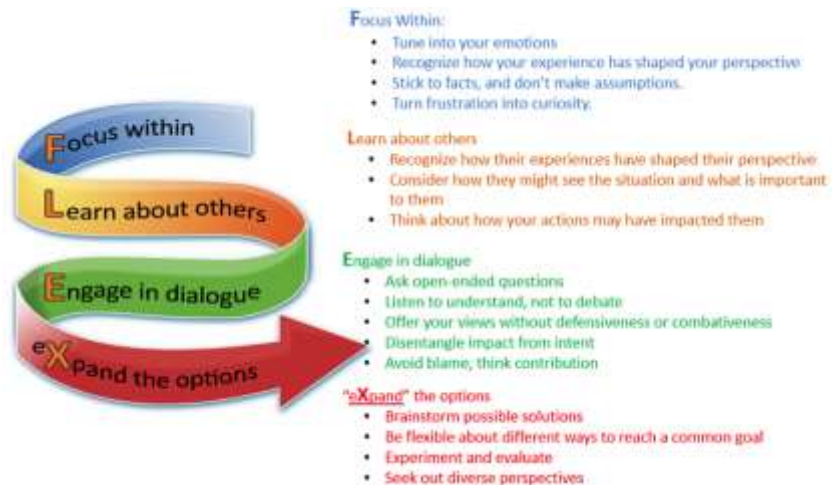 Focus within
Learn about others
Engage in dialogue
eXpand the options
Focus Within:
• Tune into your emotions
• Recognize how your experience has shaped your perspective
• Stick to facts, and don't make assumptions.
• Turn frustration into curiosity.
Learn about others
• Recognize how their experiences have shaped their perspective
• Consider how they might see the situation and what is important
to them
• Think about how your actions may have impacted them
Engage in dialogue
• Ask open-ended questions
• Listen to understand, not to debate
• Offer your views without defensiveness or combativeness
• Disentangle impact from intent
• Avoid blame, think contribution
"eXpand" the options
• Brainstorm possible solutions
• Be flexible about different ways to reach a common goal
• Experiment and evaluate
• Seek out diverse perspectives